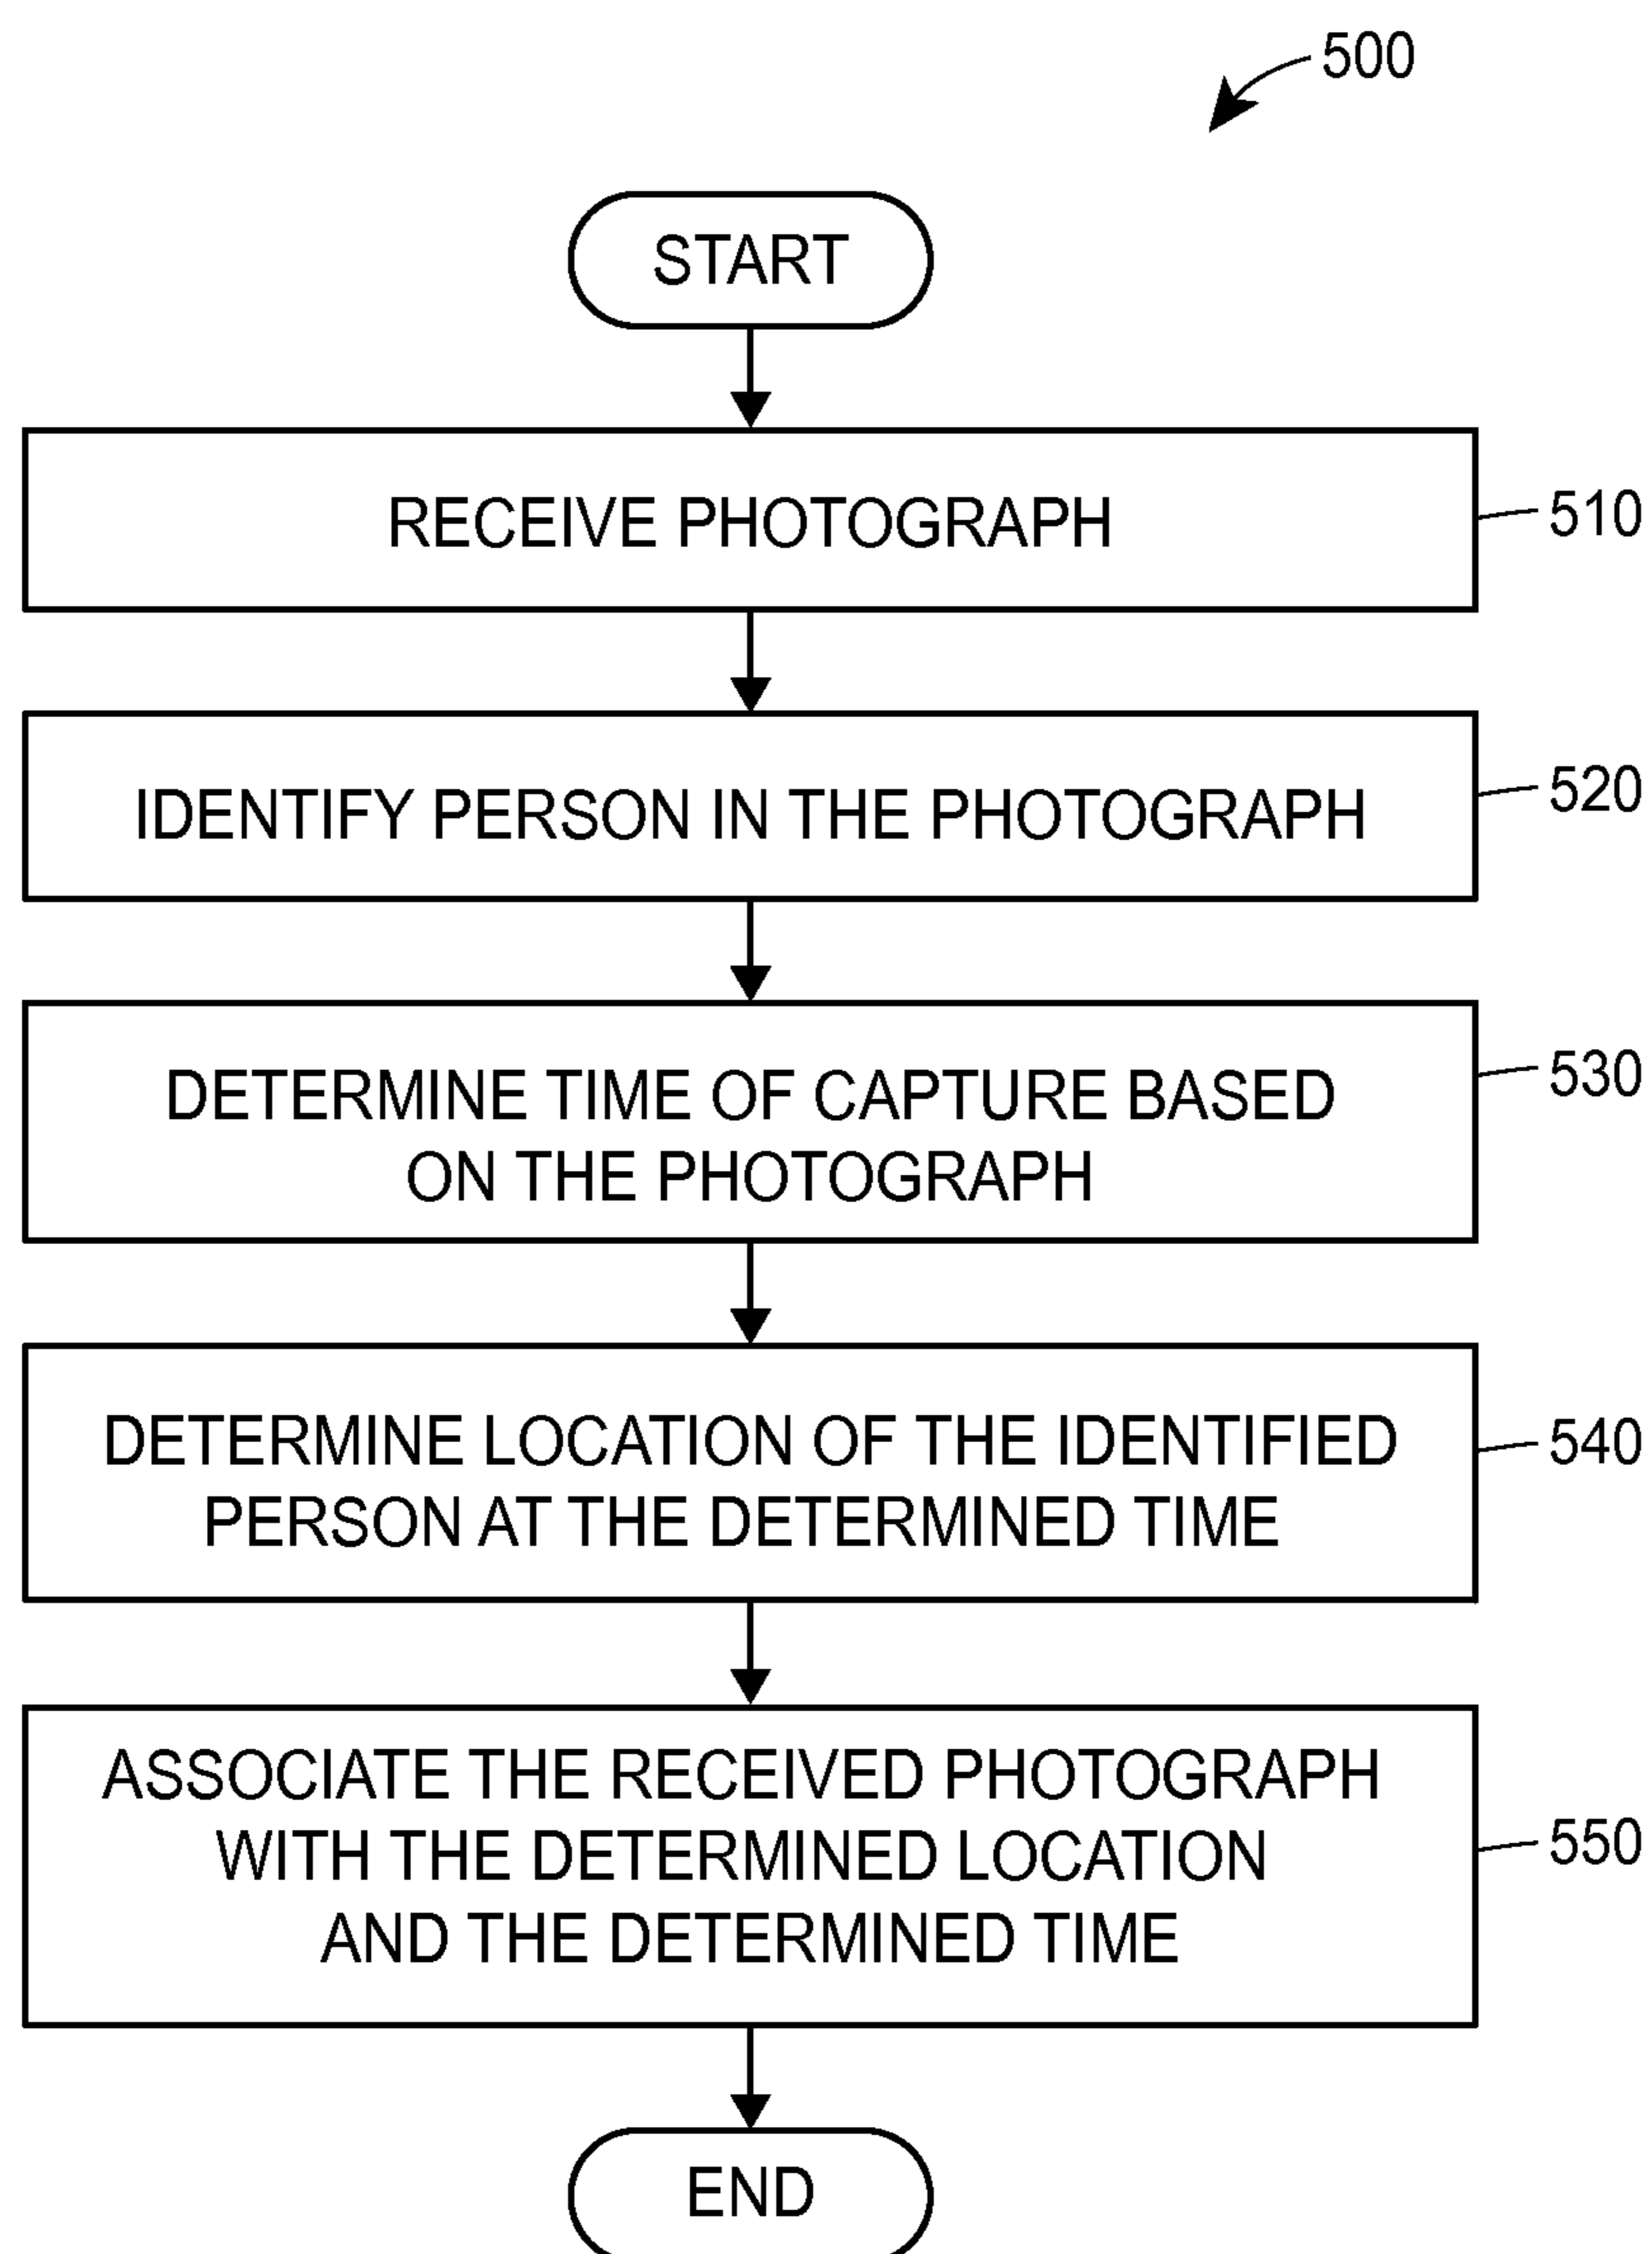 500
START
RECEIVE PHOTOGRAPH
510
IDENTIFY PERSON IN THE PHOTOGRAPH
520
DETERMINE TIME OF CAPTURE BASED
ON THE PHOTOGRAPH
530
DETERMINE LOCATION OF THE IDENTIFIED
PERSON AT THE DETERMINED TIME
540
ASSOCIATE THE RECEIVED PHOTOGRAPH
WITH THE DETERMINED LOCATION
AND THE DETERMINED TIME
550
END